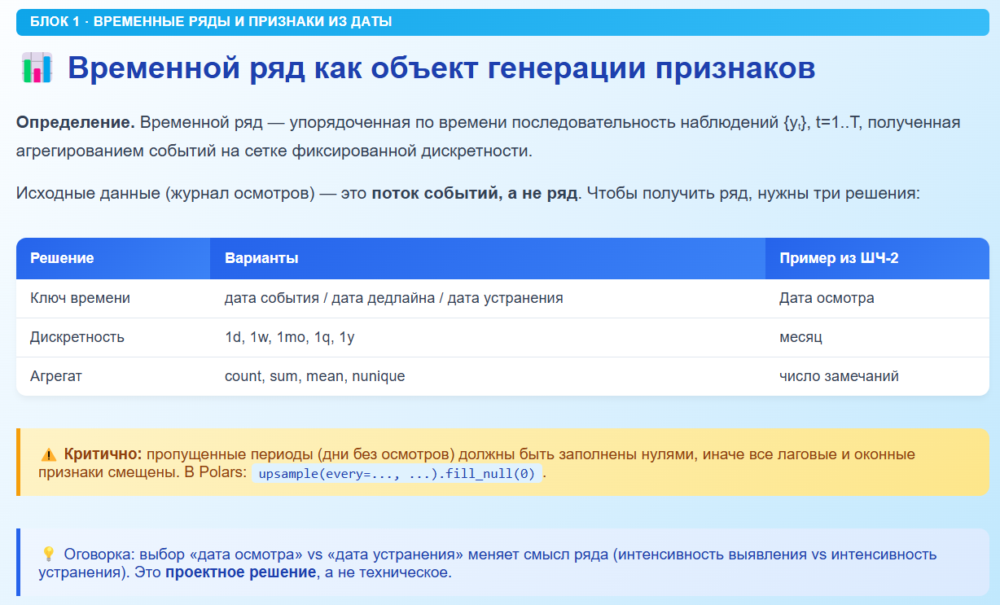 БЛОК 1 · ВРЕМЕННЫЕ РЯДЫ И ПРИЗНАКИ ИЗ ДАТЫ
Временной ряд как объект генерации признаков
Определение. Временной ряд — упорядоченная по времени последовательность наблюдений {yₜ}, t=1..T, полученная
агрегированием событий на сетке фиксированной дискретности.
Исходные данные (журнал осмотров) — это поток событий, а не ряд. Чтобы получить ряд, нужны три решения:
Решение Варианты Пример из ШЧ-2
Ключ времени дата события / дата дедлайна / дата устранения Дата осмотра
Дискретность 1d, 1w, 1mo, 1q, 1y месяц
Агрегат count, sum, mean, nunique число замечаний
⚠️ Критично: пропущенные периоды (дни без осмотров) должны быть заполнены нулями, иначе все лаговые и оконные
признаки смещены. В Polars: upsample(every=..., ...).fill_null(0) .
💡 Оговорка: выбор «дата осмотра» vs «дата устранения» меняет смысл ряда (интенсивность выявления vs интенсивность
устранения). Это проектное решение, а не техническое.